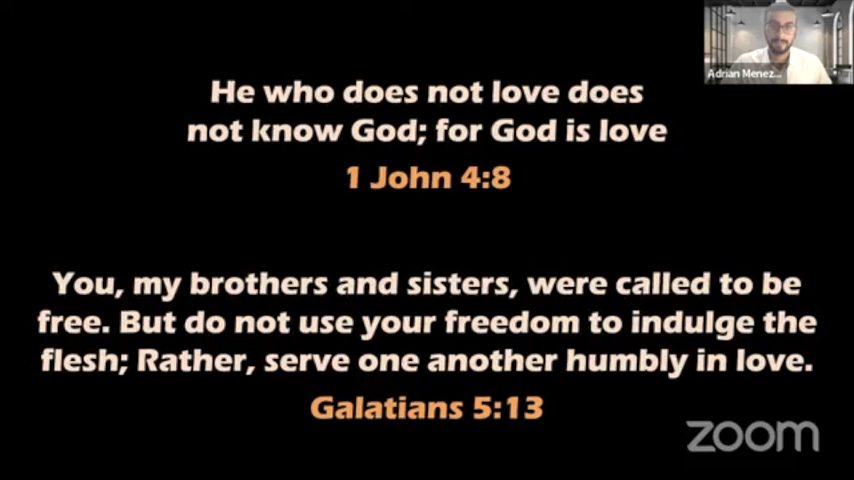 Adrian Menez...
He who does not love does
not know God; for God is love
1 John 4:8
You, my brothers and sisters, were called to be
free. But do not use your freedom to indulge the
flesh; Rather, serve one another humbly in love.
Galatians 5:13
zoom